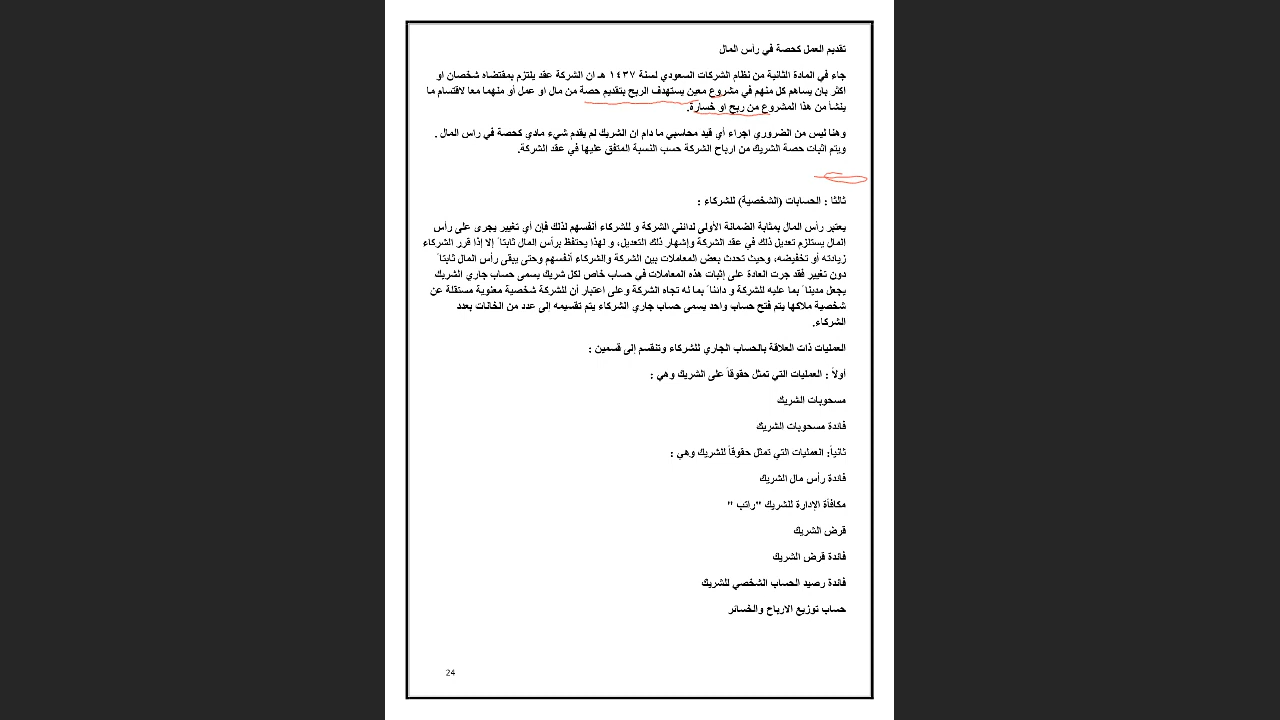 تقديم العمل كحصة في رأس المال
جاء في المادة الثانية من نظام الشركات السعودي لسنة ١٤٣٧ هـ ان الشركة عقد يلتزم بمقتضاه شخصان او
اكثر بان يساهم كل منهم في مشروع معين يستهدف الربح بتقديم حصة من مال او عمل أو منهما معا لاقتسام ما
ينشأ من هذا المشروع من ربح او خسارة.
وهنا ليس من الضروري اجراء أي قيد محاسبي ما دام ان الشريك لم يقدم شيء مادي كحصة في راس المال .
ويتم اثبات حصة الشريك من ارباح الشركة حسب النسبة المتفق عليها في عقد الشركة.
ثالثا : الحسابات (الشخصية) للشركاء :
يعتبر رأس المال بمثابة الضمانة الأولى لدائني الشركة و للشركاء أنفسهم لذلك فإن أي تغيير يجرى على رأس
المال يستلزم تعديل ذلك في عقد الشركة وإشهار ذلك التعديل، و لهذا يحتفظ برأس المال ثابتاً إلا إذا قرر الشركاء
زيادته أو تخفيضه، وحيث تحدث بعض المعاملات بين الشركة والشركاء أنفسهم وحتى يبقى رأس المال ثابتاً
دون تغيير فقد جرت العادة على إثبات هذه المعاملات في حساب خاص لكل شريك يسمى حساب جاري الشريك
يجعل مديناً بما عليه للشركة و دائناً بما له تجاه الشركة وعلى اعتبار أن للشركة شخصية معنوية مستقلة عن
شخصية ملاكها يتم فتح حساب واحد يسمى حساب جاري الشركاء يتم تقسيمه إلى عدد من الخانات بعدد
الشركاء.
العمليات ذات العلاقة بالحساب الجاري للشركاء وتنقسم إلى قسمين :
أولاً : العمليات التي تمثل حقوقاً على الشريك وهي :
مسحوبات الشريك
فائدة مسحوبات الشريك
ثانياً: العمليات التي تمثل حقوقاً للشريك وهي :
فائدة رأس مال الشريك
مكافأة الإدارة للشريك "راتب "
قرض الشريك
فائدة قرض الشريك
فائدة رصيد الحساب الشخصي للشريك
حساب توزيع الارباح والخسائر
24